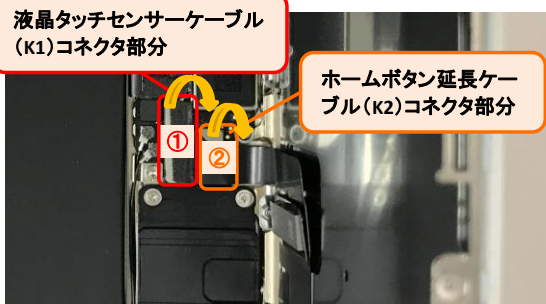 液晶タッチセンサーケーブル
（K1）コネクタ部分
ホームボタン延長ケー
ブル（K2）コネクタ部分
①
②